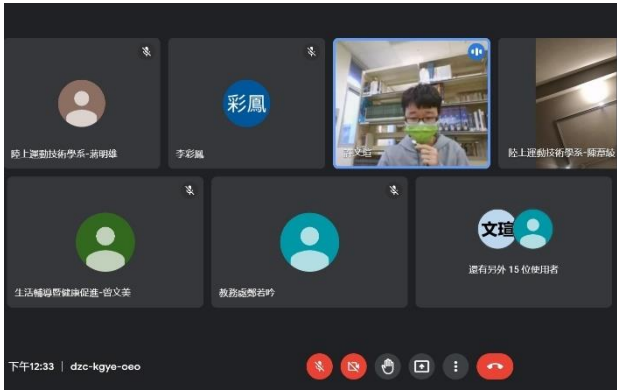 彩鳳
陸上運動技術學系-蔣明雄
李彩鳳
陸上運動技術學系-陳
生活輔導暨健康促進-曾文美
教務處鄭若吟
文瑄
還有另外 15 位使用者
下午12:33 | dzc-kgye-oeo